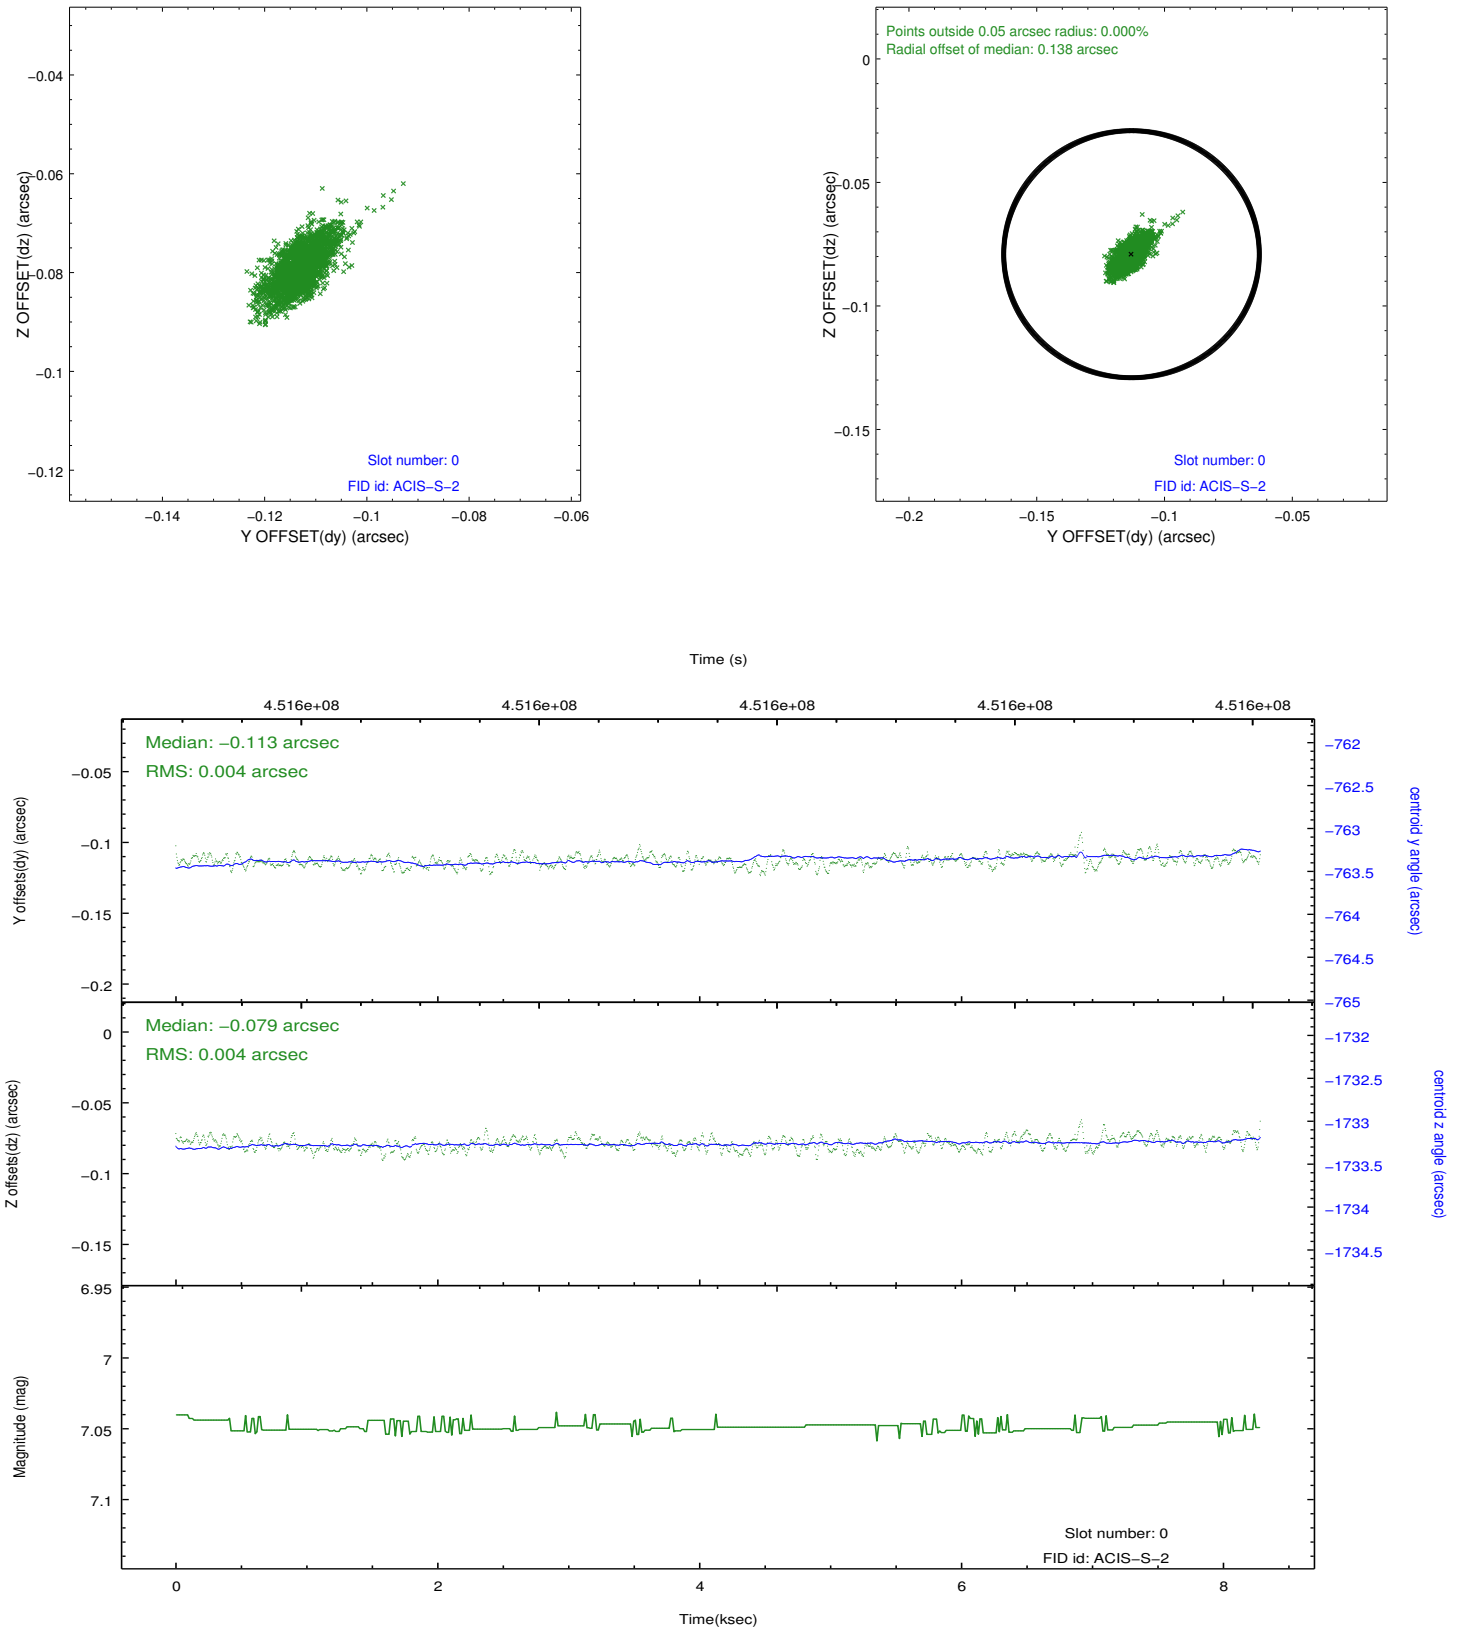 −0.04
−0.06
−0.08
−0.1
−0.12
Z OFFSET(dz) (arcsec)
Slot number: 0
FID id: ACIS−S−2
−0.14
−0.12
−0.1
−0.08
−0.06
Y OFFSET(dy) (arcsec)
Points outside 0.05 arcsec radius: 0.000%
Radial offset of median: 0.138 arcsec
0
−0.05
−0.1
−0.15
Z OFFSET(dz) (arcsec)
Slot number: 0
FID id: ACIS−S−2
−0.2
−0.15
−0.1
−0.05
Y OFFSET(dy) (arcsec)
Time (s)
4.516e+08
4.516e+08
4.516e+08
4.516e+08
4.516e+08
Median: −0.113 arcsec
RMS: 0.004 arcsec
−0.05
−0.1
−0.15
−0.2
Y offsets(dy) (arcsec)
−762
−762.5
−763
−763.5
−764
−764.5
−765
centroid y angle (arcsec)
Median: −0.079 arcsec
RMS: 0.004 arcsec
0
−0.05
−0.1
−0.15
Z offsets(dz) (arcsec)
−1732
−1732.5
−1733
−1733.5
−1734
−1734.5
centroid z angle (arcsec)
6.95
7
7.05
7.1
Magnitude (mag)
Slot number: 0
FID id: ACIS−S−2
0
2
4
6
8
Time(ksec)